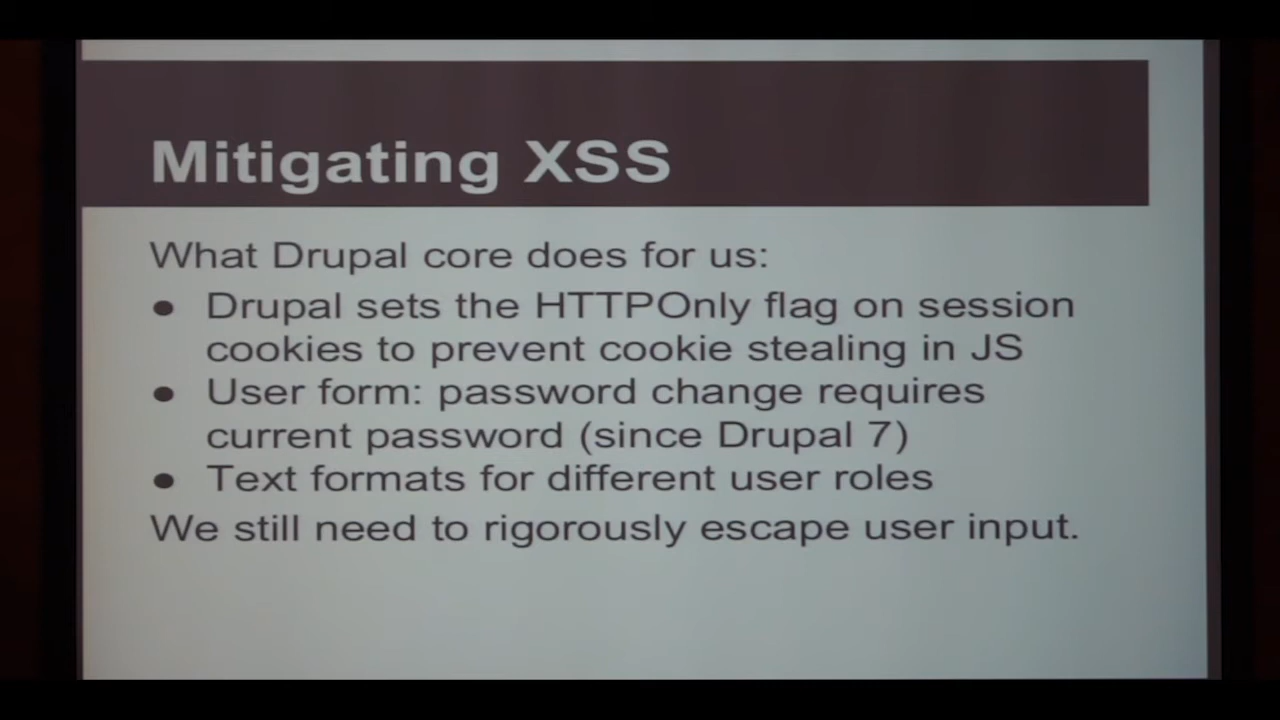 Mitigating XSS
What Drupal core does for us:
● Drupal sets the HTTPOnly flag on session
cookies to prevent cookie stealing in JS
● User form: password change requires
current password (since Drupal 7)
● Text formats for different user roles
We still need to rigorously escape user input.